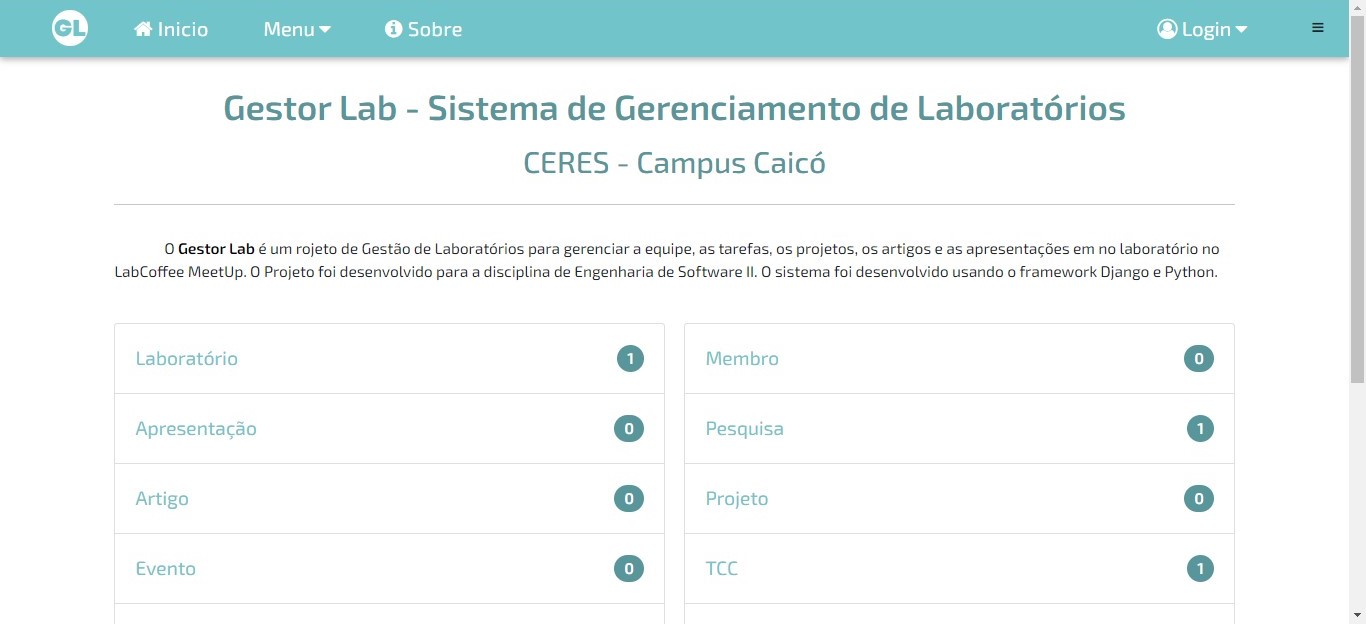 GL Inicio Menu Sobre Login
Gestor Lab - Sistema de Gerenciamento de Laboratórios
CERES - Campus Caicó
O Gestor Lab é um rojeto de Gestão de Laboratórios para gerenciar a equipe, as tarefas, os projetos, os artigos e as apresentações em no laboratório no
LabCoffee MeetUp. O Projeto foi desenvolvido para a disciplina de Engenharia de Software II. O sistema foi desenvolvido usando o framework Django e Python.
Laboratório 1
Membro 0
Apresentação 0
Pesquisa 1
Artigo 0
Projeto 0
Evento 0
TCC 1